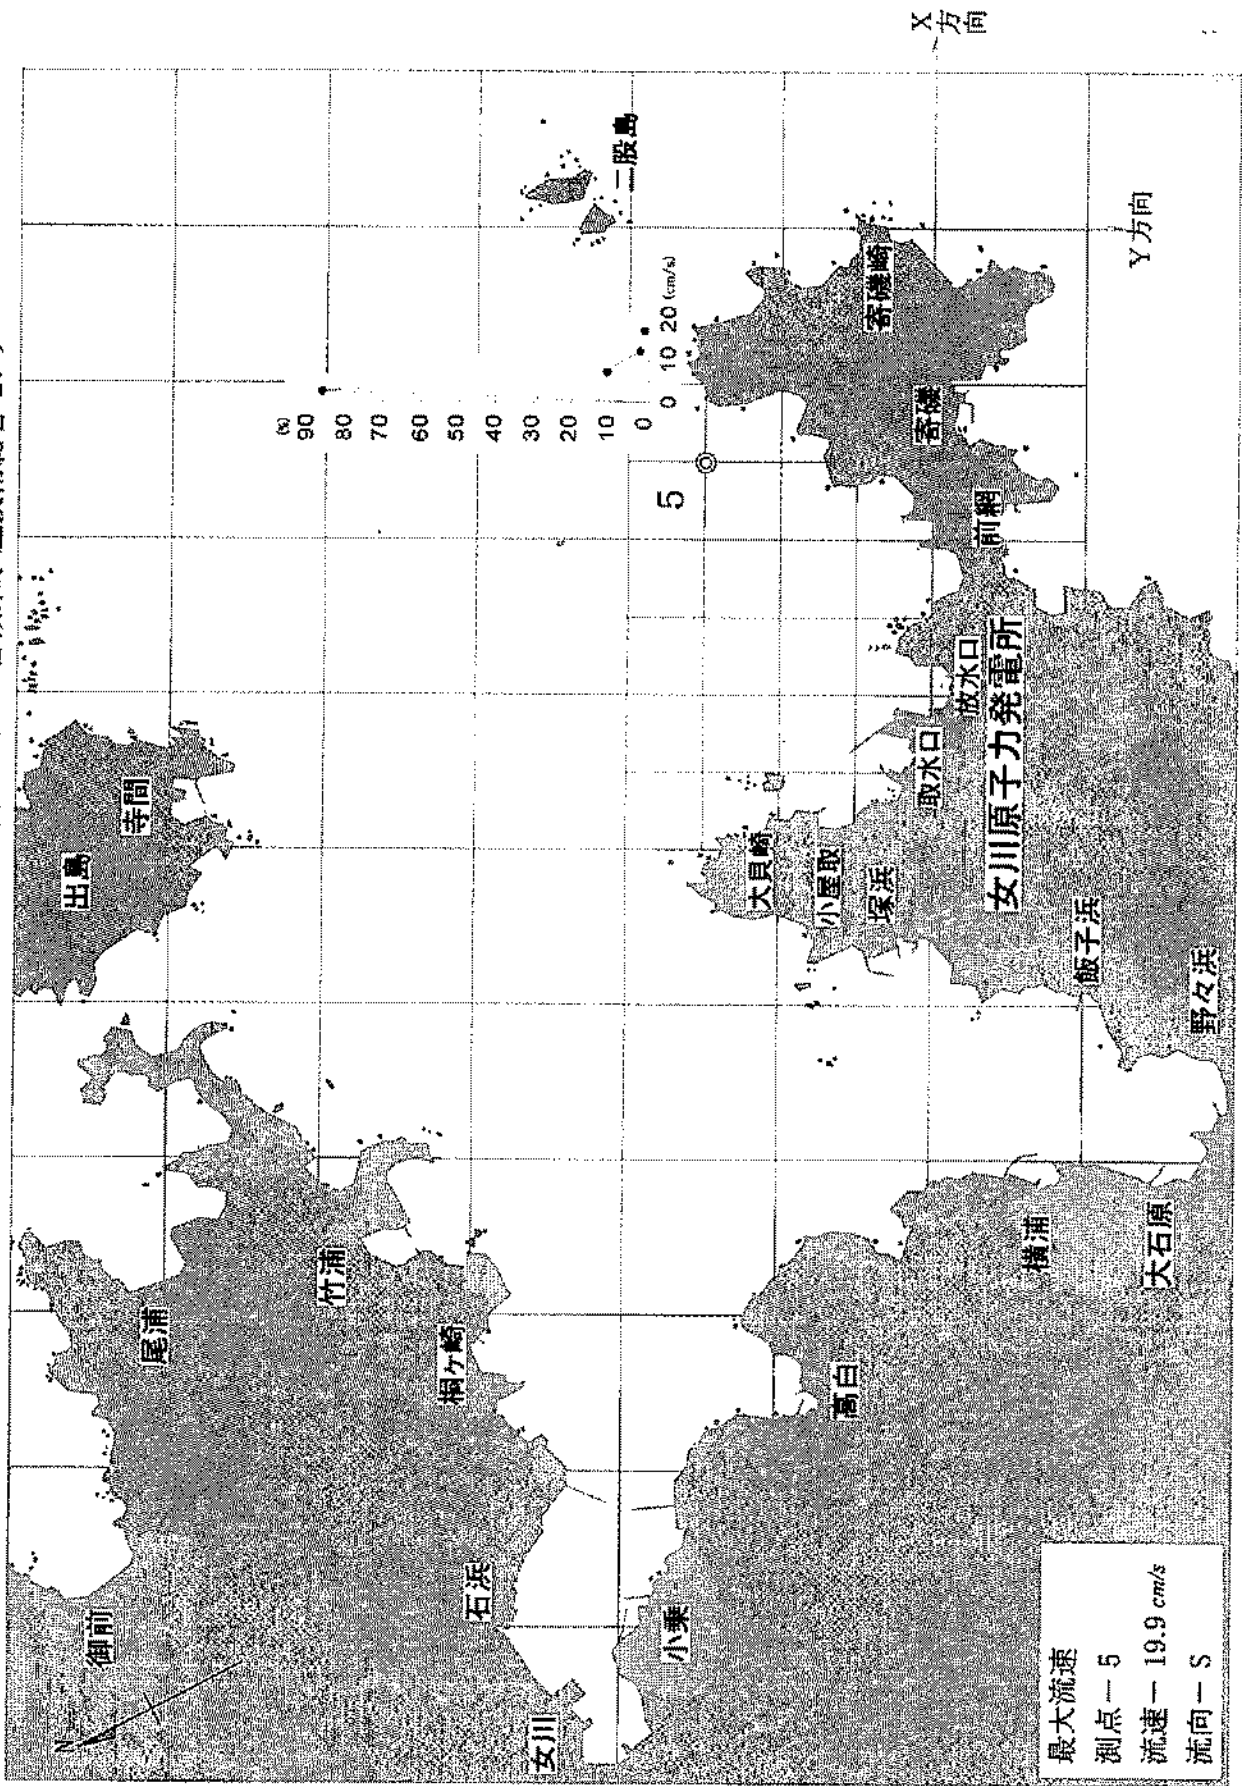 X
方向
Y方向
二股島
寄磯崎
寄磯
前網
(%)
90
80
70
60
50
40
30
20
10
0
0 10 20 (cm/s)
5
出島
寺間
放水口
取水口
女川原子力発電所
大貝崎
小屋取
塚浜
飯子浜
野々浜
尾浦
竹浦
桐ヶ崎
横浦
大石原
高白
御前
石浜
小乗
女川
N
最大流速
測点ー 5
流速ー 19.9 cm/s
流向ー S